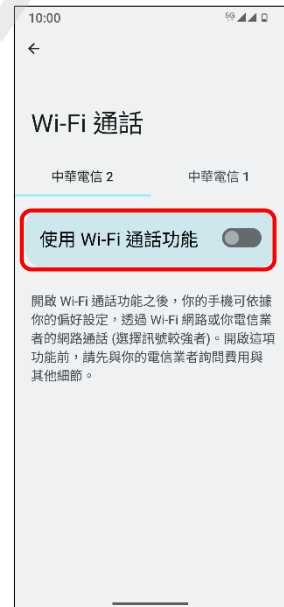 10:00 5G
Wi-Fi 通話
中華電信 2 中華電信 1
使用 Wi-Fi 通話功能
開啟 Wi-Fi 通話功能之後，你的手機可依據
你的偏好設定，透過 Wi-Fi 網路或你電信業
者的網路通話 (選擇訊號較強者)。開啟這項
功能前，請先與你的電信業者詢問費用與
其他細節。